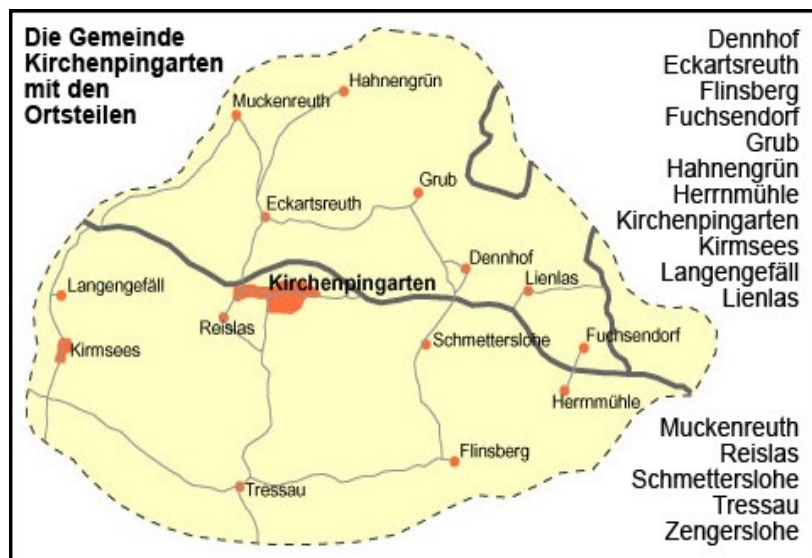 Die Gemeinde
Kirchenpingarten
mit den
Ortsteilen
Hahnengrün
Muckenreuth
Grub
Eckartsreuth
Dennhof
Kirchenpingarten
Lienlas
Langengefäll
Reislas
Kirmsees
Schmetterslohe
Fuchsendorf
Herrnmühle
Flinsberg
Tressau
Dennhof
Eckartsreuth
Flinsberg
Fuchsendorf
Grub
Hahnengrün
Herrnmühle
Kirchenpingarten
Kirmsees
Langengefäll
Lienlas
Muckenreuth
Reislas
Schmetterslohe
Tressau
Zengerslohe